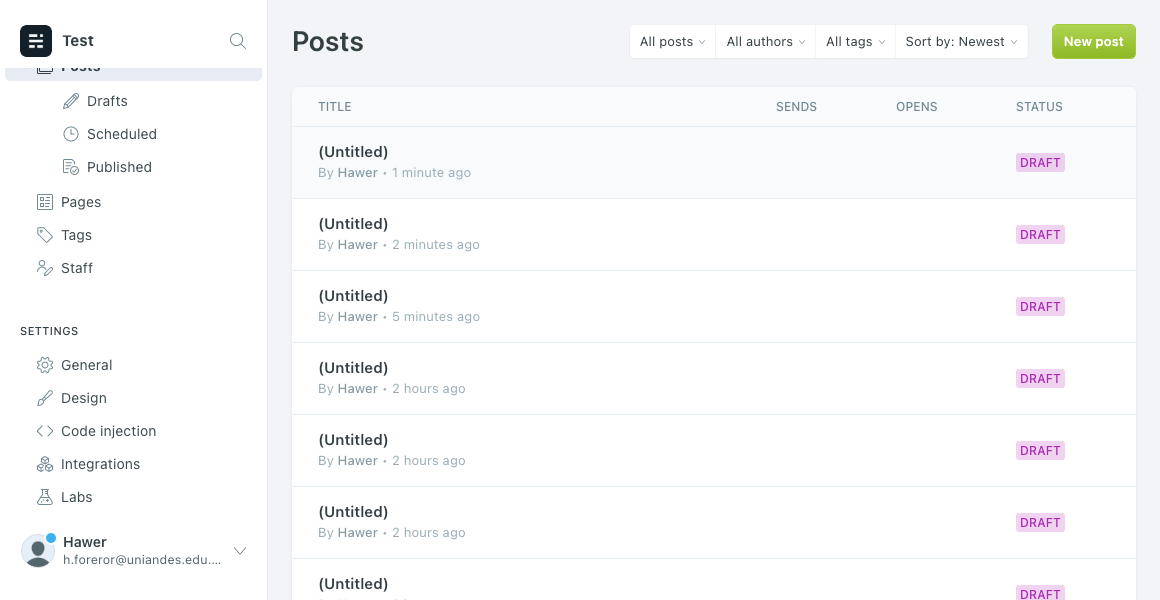 Test
Posts
Drafts
Scheduled
Published
Pages
Tags
Staff
SETTINGS
General
Design
Code injection
Integrations
Labs
Hawer
h.foreror@uniandes.edu....
Posts
All posts
All authors
All tags
Sort by: Newest
New post
TITLE SENDS OPENS STATUS
(Untitled)
By Hawer • 1 minute ago
DRAFT
(Untitled)
By Hawer • 2 minutes ago
DRAFT
(Untitled)
By Hawer • 5 minutes ago
DRAFT
(Untitled)
By Hawer • 2 hours ago
DRAFT
(Untitled)
By Hawer • 2 hours ago
DRAFT
(Untitled)
By Hawer • 2 hours ago
DRAFT
(Untitled)
DRAFT